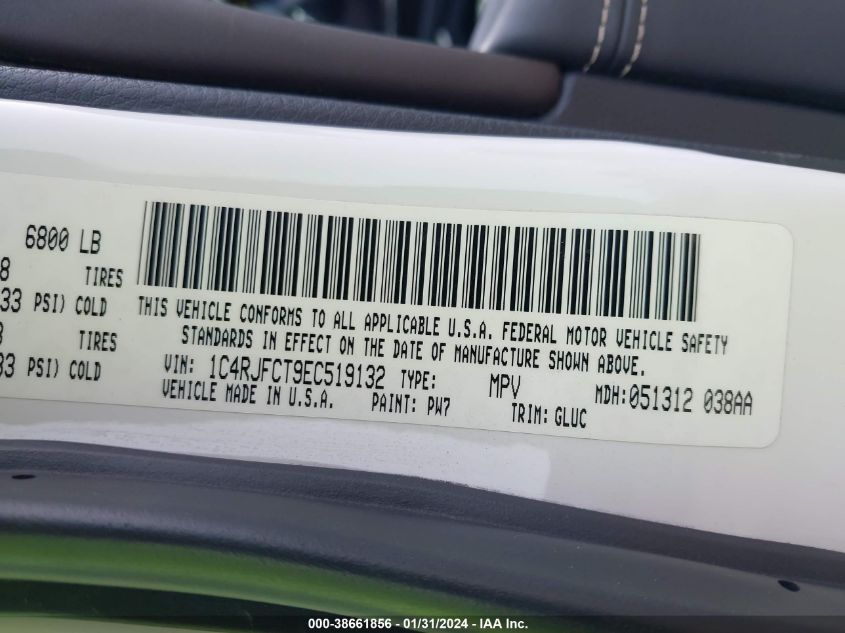 6800 LB
8 TIRES
33 PSI) COLD
TIRES
33 PSI) COLD
THIS VEHICLE CONFORMS TO ALL APPLICABLE U.S.A. FEDERAL MOTOR VEHICLE SAFETY
STANDARDS IN EFFECT ON THE DATE OF MANUFACTURE SHOWN ABOVE.
VIN: 1C4RJFCT9EC519132 TYPE: MPV MDH:051312 038AA
VEHICLE MADE IN U.S.A. PAINT: PW7 TRIM: GLUC
000-38661856 - 01/31/2024 - IAA Inc.